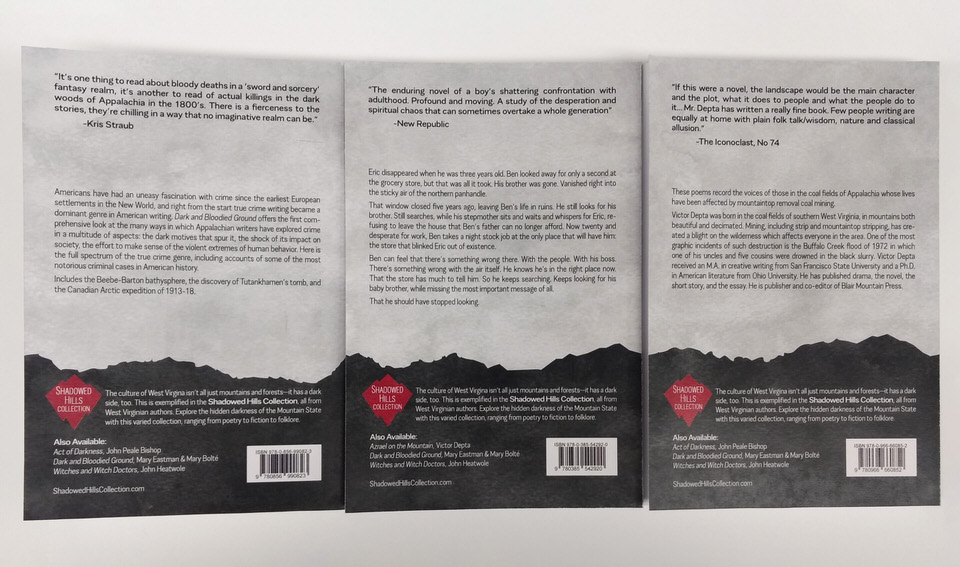 "It's one thing to read about bloody deaths in a 'sword and sorcery'
fantasy realm, it's another to read of actual killings in the dark
woods of Appalachia in the 1800's. There is a fierceness to the
stories, they're chilling in a way that no imaginative realm can be."
-Kris Straub
Americans have had an uneasy fascination with crime since the earliest European
settlements in the New World, and right from the start true crime writing became a
dominant genre in American writing. Dark and Bloodied Ground offers the first com-
prehensive look at the many ways in which Appalachian writers have explored crime
in a multitude of aspects: the dark motives that spur it, the shock of its impact on
society, the effort to make sense of the violent extremes of human behavior. Here is
the full spectrum of the true crime genre, including accounts of some of the most
notorious criminal cases in American history.
Includes the Beebe-Barton bathysphere, the discovery of Tutankhamen's tomb, and
the Canadian Arctic expedition of 1913-18.
SHADOWED
HILLS
COLLECTION
The culture of West Virginia isn't all just mountains and forests—it has a dark
side, too. This is exemplified in the Shadowed Hills Collection, all from
West Virginian authors. Explore the hidden darkness of the Mountain State
with this varied collection, ranging from poetry to fiction to folklore.
Also Available:
Act of Darkness, John Peale Bishop
Dark and Bloodied Ground, Mary Eastman & Mary Bolté
Witches and Witch Doctors, John Heatwole
ShadowedHillsCollection.com
ISBN 978-0-856-99082-3
9 780856 990823
"The enduring novel of a boy's shattering confrontation with
adulthood. Profound and moving. A study of the desperation and
spiritual chaos that can sometimes overtake a whole generation"
-New Republic
Eric disappeared when he was three years old. Ben looked away for only a second at
the grocery store, but that was all it took. His brother was gone. Vanished right into
the sticky air of the northern panhandle.
That window closed five years ago, leaving Ben's life in ruins. He still looks for his
brother. Still searches, while his stepmother sits and waits and whispers for Eric, re-
fusing to leave the house that Ben's father can no longer afford. Now twenty and
desperate for work, Ben takes a night stock job at the only place that will have him:
the store that blinked Eric out of existence.
Ben can feel that there's something wrong there. With the people. With his boss.
There's something wrong with the air itself. He knows he's in the right place now.
That the store has much to tell him. So he keeps searching. Keeps looking for his
baby brother, while missing the most important message of all.
That he should have stopped looking.
SHADOWED
HILLS
COLLECTION
The culture of West Virginia isn't all just mountains and forests—it has a dark
side, too. This is exemplified in the Shadowed Hills Collection, all from
West Virginian authors. Explore the hidden darkness of the Mountain State
with this varied collection, ranging from poetry to fiction to folklore.
Also Available:
Azrael on the Mountain, Victor Depta
Dark and Bloodied Ground, Mary Eastman & Mary Bolté
Witches and Witch Doctors, John Heatwole
ShadowedHillsCollection.com
ISBN 978-0-385-54292-0
9 780385 542920
"If this were a novel, the landscape would be the main character
and the plot, what it does to people and what the people do to
it... Mr. Depta has written a really fine book. Few people writing are
equally at home with plain folk talk/wisdom, nature and classical
allusion."
-The Iconoclast, No 74
These poems record the voices of those in the coal fields of Appalachia whose lives
have been affected by mountaintop removal coal mining.
Victor Depta was born in the coal fields of southern West Virginia, in mountains both
beautiful and decimated. Mining, including strip and mountaintop stripping, has cre-
ated a blight on the wilderness which affects everyone in the area. One of the most
graphic incidents of such destruction is the Buffalo Creek flood of 1972 in which
one of his uncles and five cousins were drowned in the black slurry. Victor Depta
received an M.A. in creative writing from San Francisco State University and a Ph.D.
in American literature from Ohio University. He has published drama, the novel, the
short story, and the essay. He is publisher and co-editor of Blair Mountain Press.
SHADOWED
HILLS
COLLECTION
The culture of West Virginia isn't all just mountains and forests—it has a dark
side, too. This is exemplified in the Shadowed Hills Collection, all from
West Virginian authors. Explore the hidden darkness of the Mountain State
with this varied collection, ranging from poetry to fiction to folklore.
Also Available:
Act of Darkness, John Peale Bishop
Dark and Bloodied Ground, Mary Eastman & Mary Bolté
Witches and Witch Doctors, John Heatwole
ShadowedHillsCollection.com